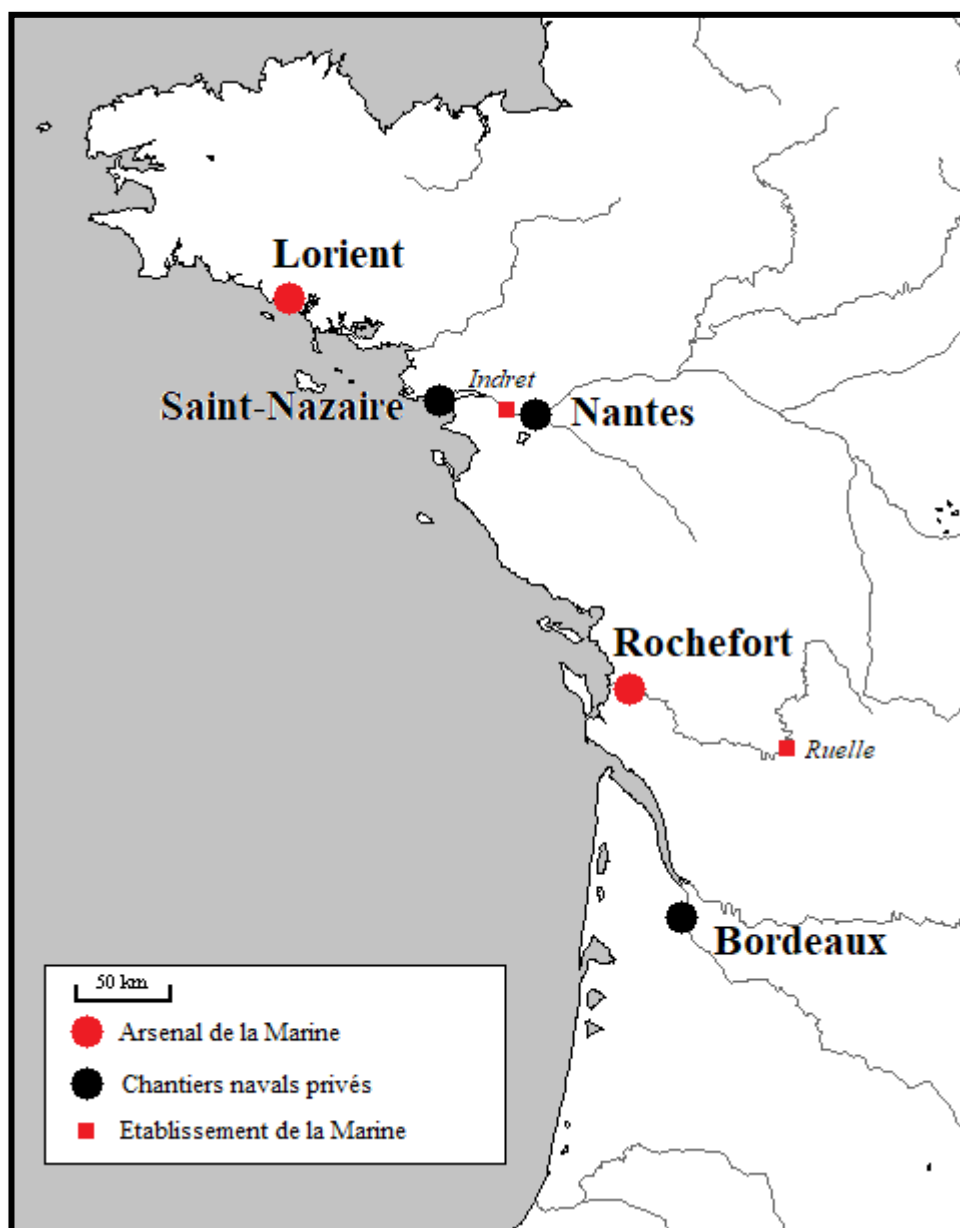 Lorient
Indret
Saint-Nazaire
Nantes
Rochefort
Ruelle
Bordeaux
50 km
Arsenal de la Marine
Chantiers navals privés
Etablissement de la Marine